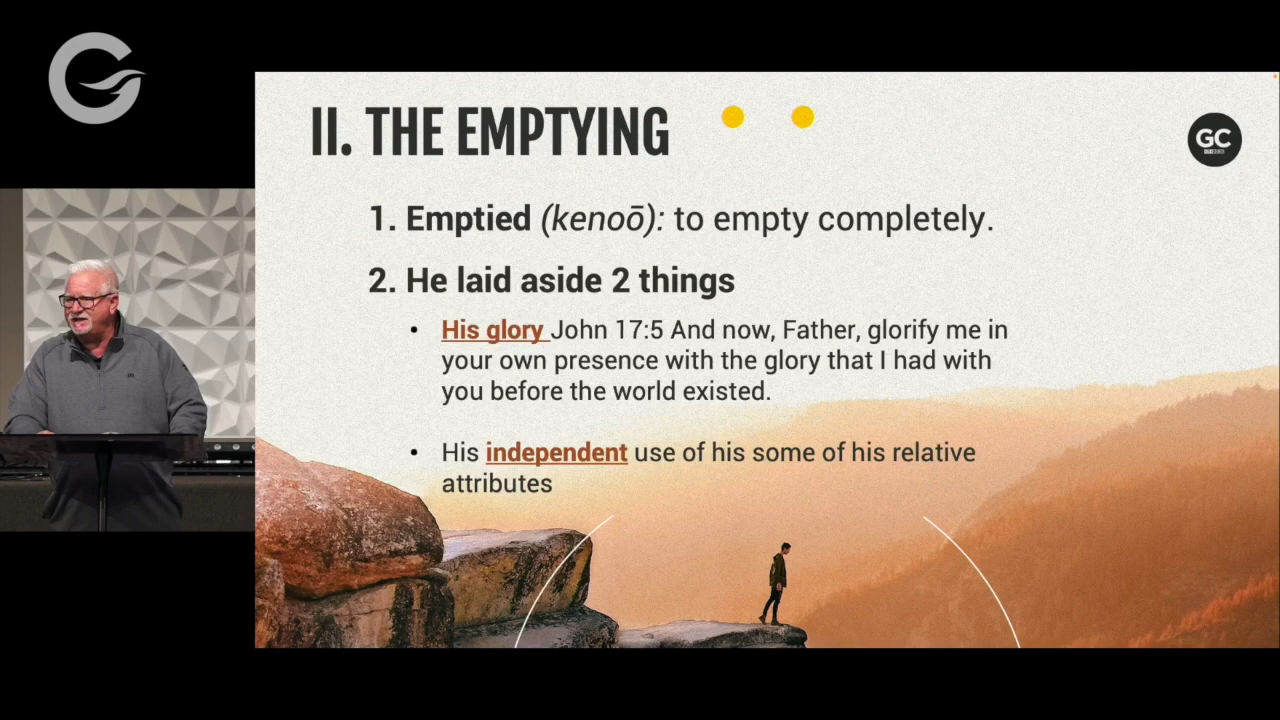 II. THE EMPTYING
GC
1. Emptied (kenoō): to empty completely.
2. He laid aside 2 things
• His glory John 17:5 And now, Father, glorify me in
your own presence with the glory that I had with
you before the world existed.
• His independent use of his some of his relative
attributes